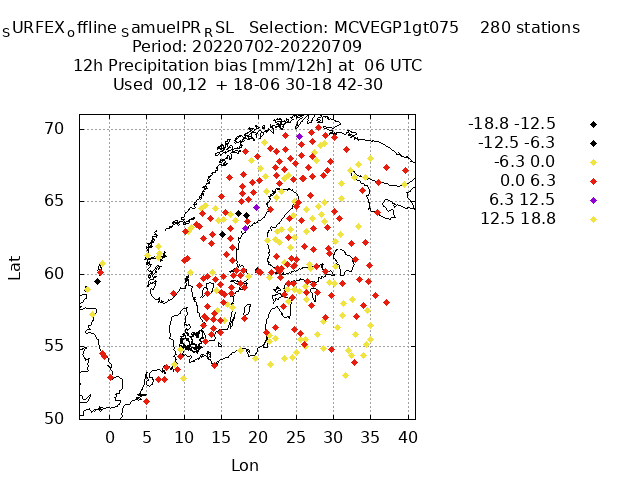 SURFEXoffline SamuelPRRSL Selection: MCVEGP1gt075 280 stations
Period: 20220702-20220709
12h Precipitation bias [mm/12h] at 06 UTC
Used 00,12 + 18-06 30-18 42-30
-18.8 -12.5
-12.5 -6.3
-6.3 0.0
0.0 6.3
6.3 12.5
12.5 18.8
70
65
60
55
50
Lat
0 5 10 15 20 25 30 35 40
Lon